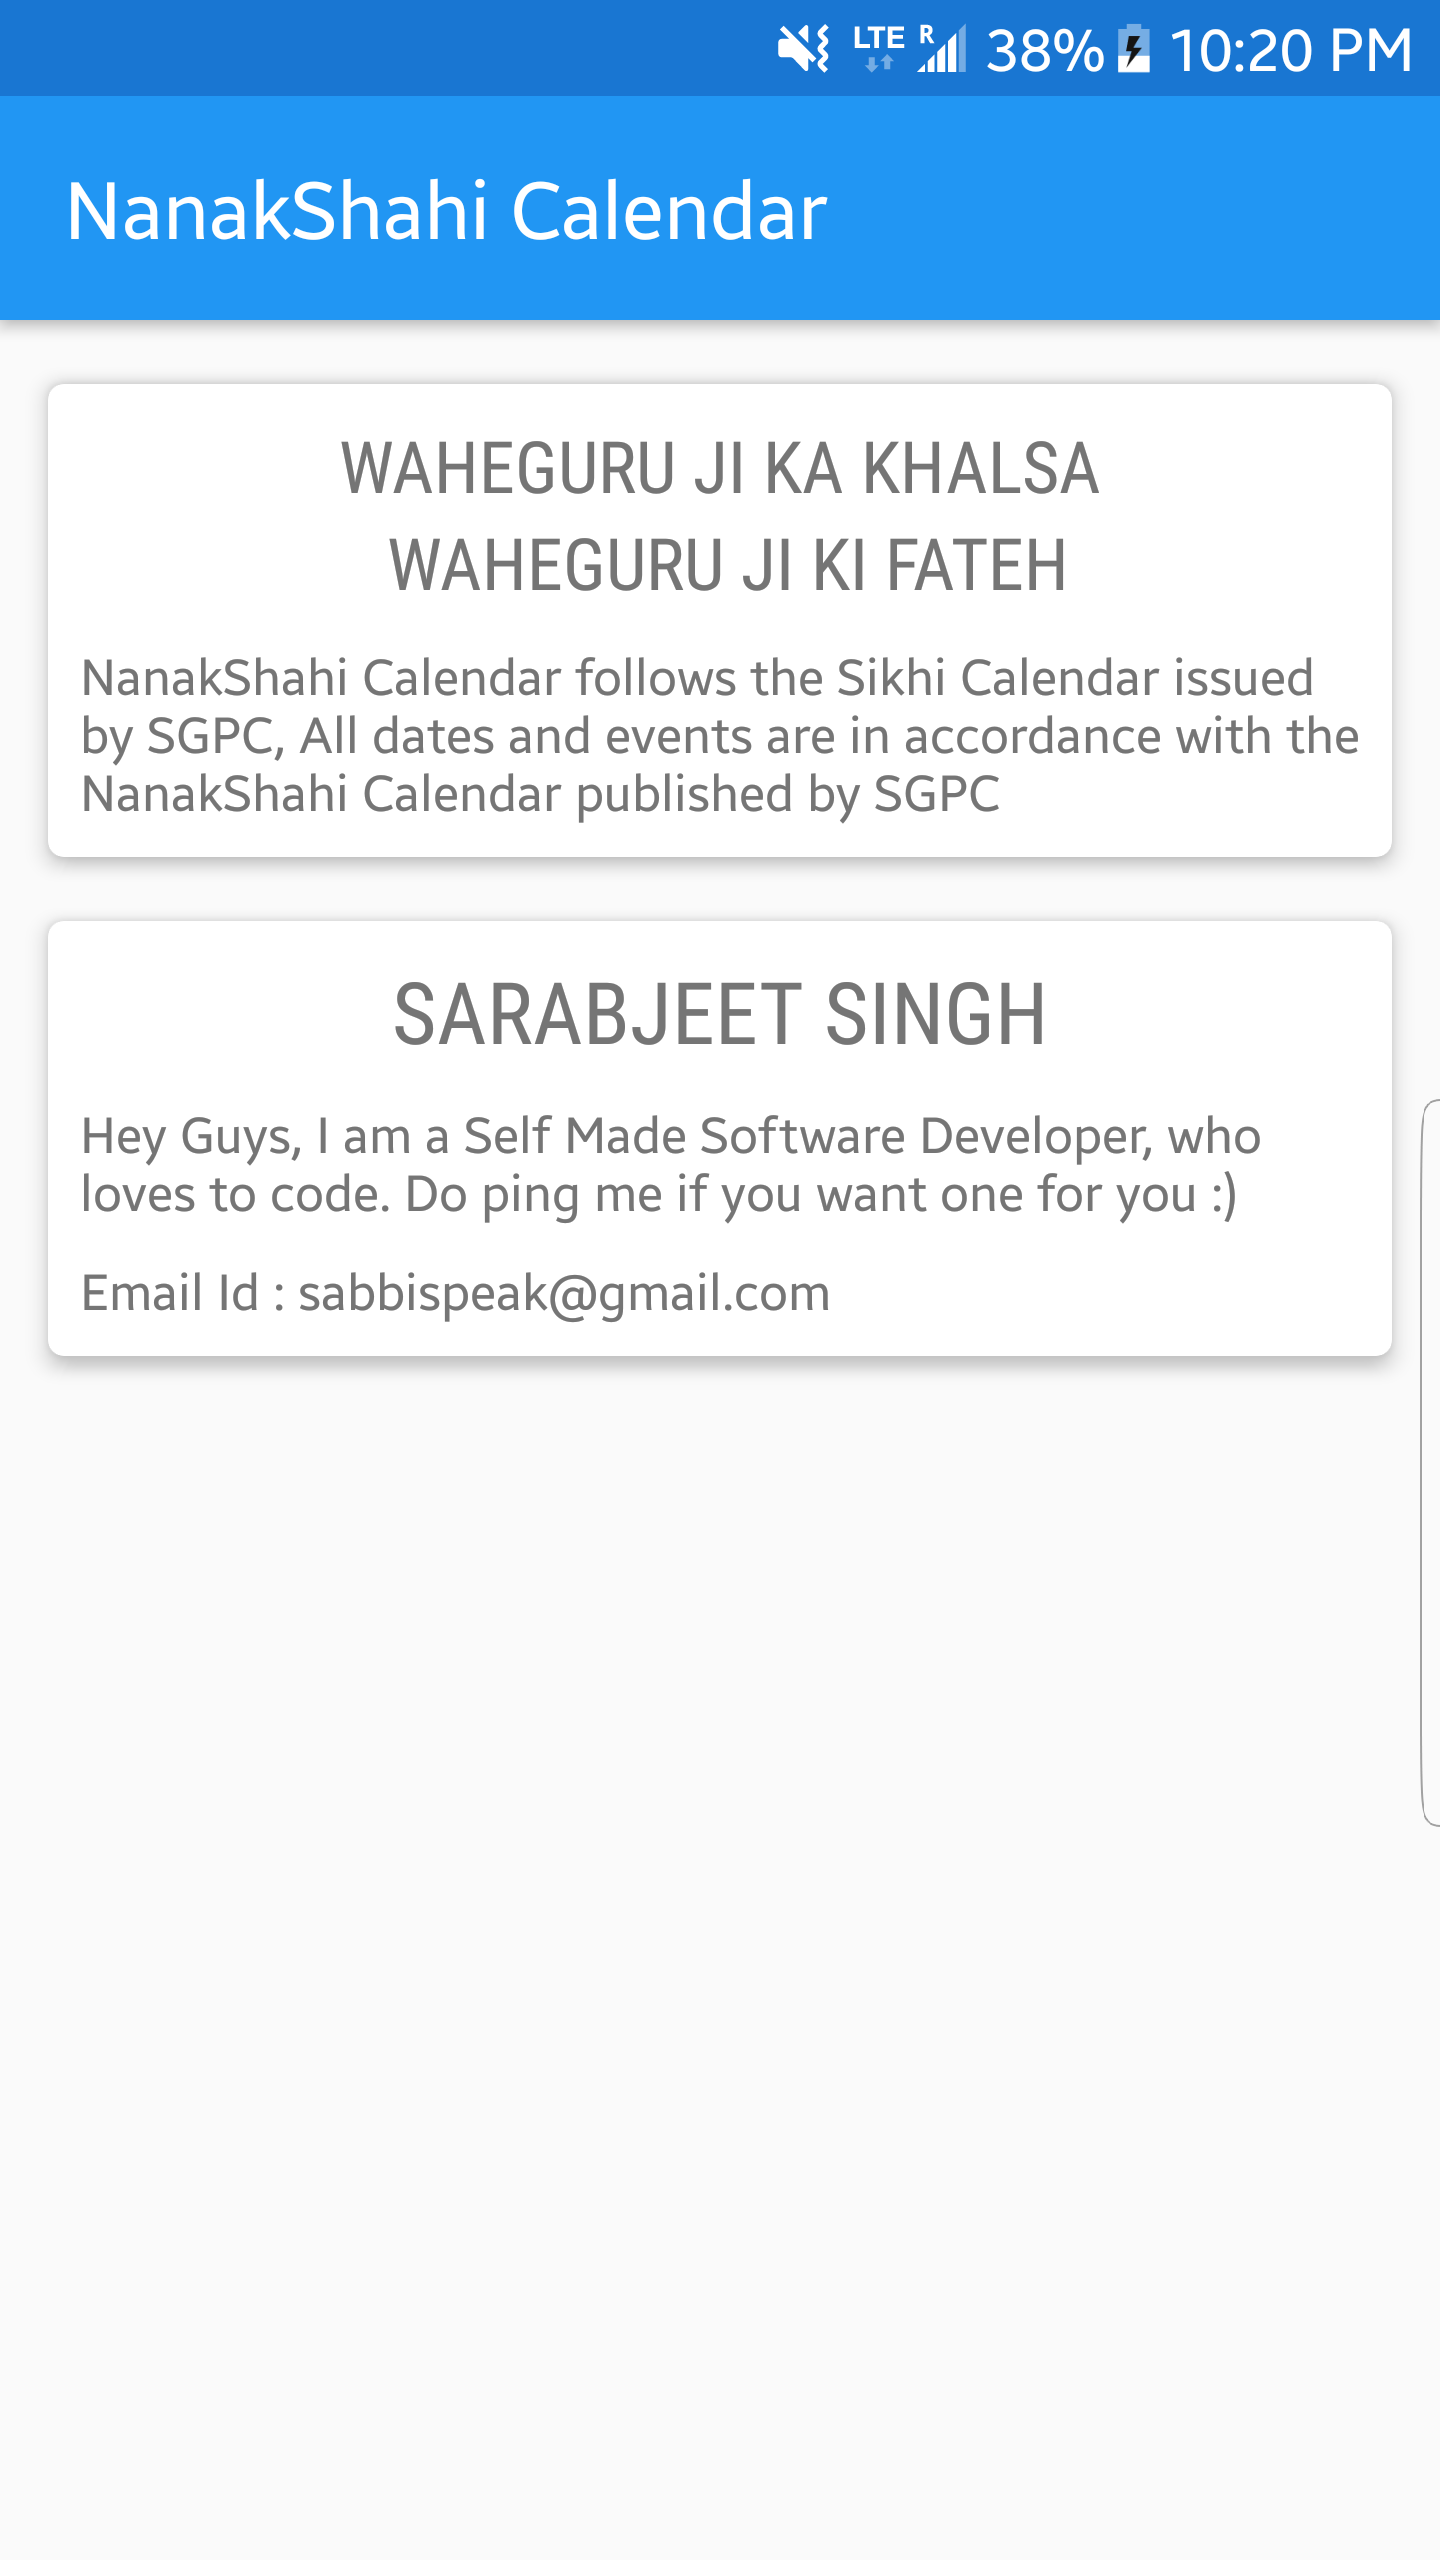 LTE R 38% 10:20 PM
NanakShahi Calendar
WAHEGURU JI KA KHALSA
WAHEGURU JI KI FATEH
NanakShahi Calendar follows the Sikhi Calendar issued
by SGPC, All dates and events are in accordance with the
NanakShahi Calendar published by SGPC
SARABJEET SINGH
Hey Guys, I am a Self Made Software Developer, who
loves to code. Do ping me if you want one for you :)
Email Id : sabbispeak@gmail.com